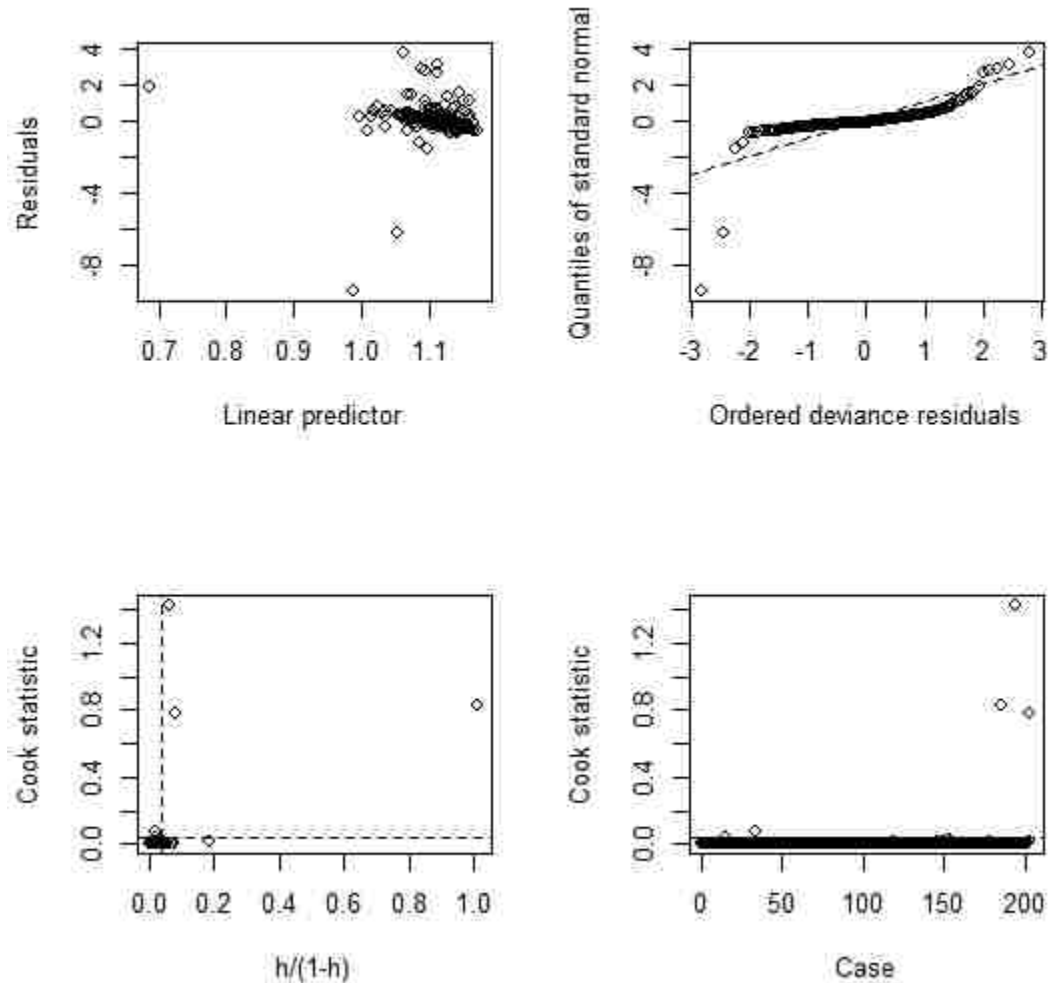 Residuals
4
2
0
-4
-8
0.7 0.8 0.9 1.0 1.1
Linear predictor
Quantiles of standard normal
4
2
0
-4
-8
-3 -2 -1 0 1 2 3
Ordered deviance residuals
Cook statistic
1.2
0.8
0.4
0.0
0.0 0.2 0.4 0.6 0.8 1.0
h/(1-h)
Cook statistic
1.2
0.8
0.4
0.0
0 50 100 150 200
Case